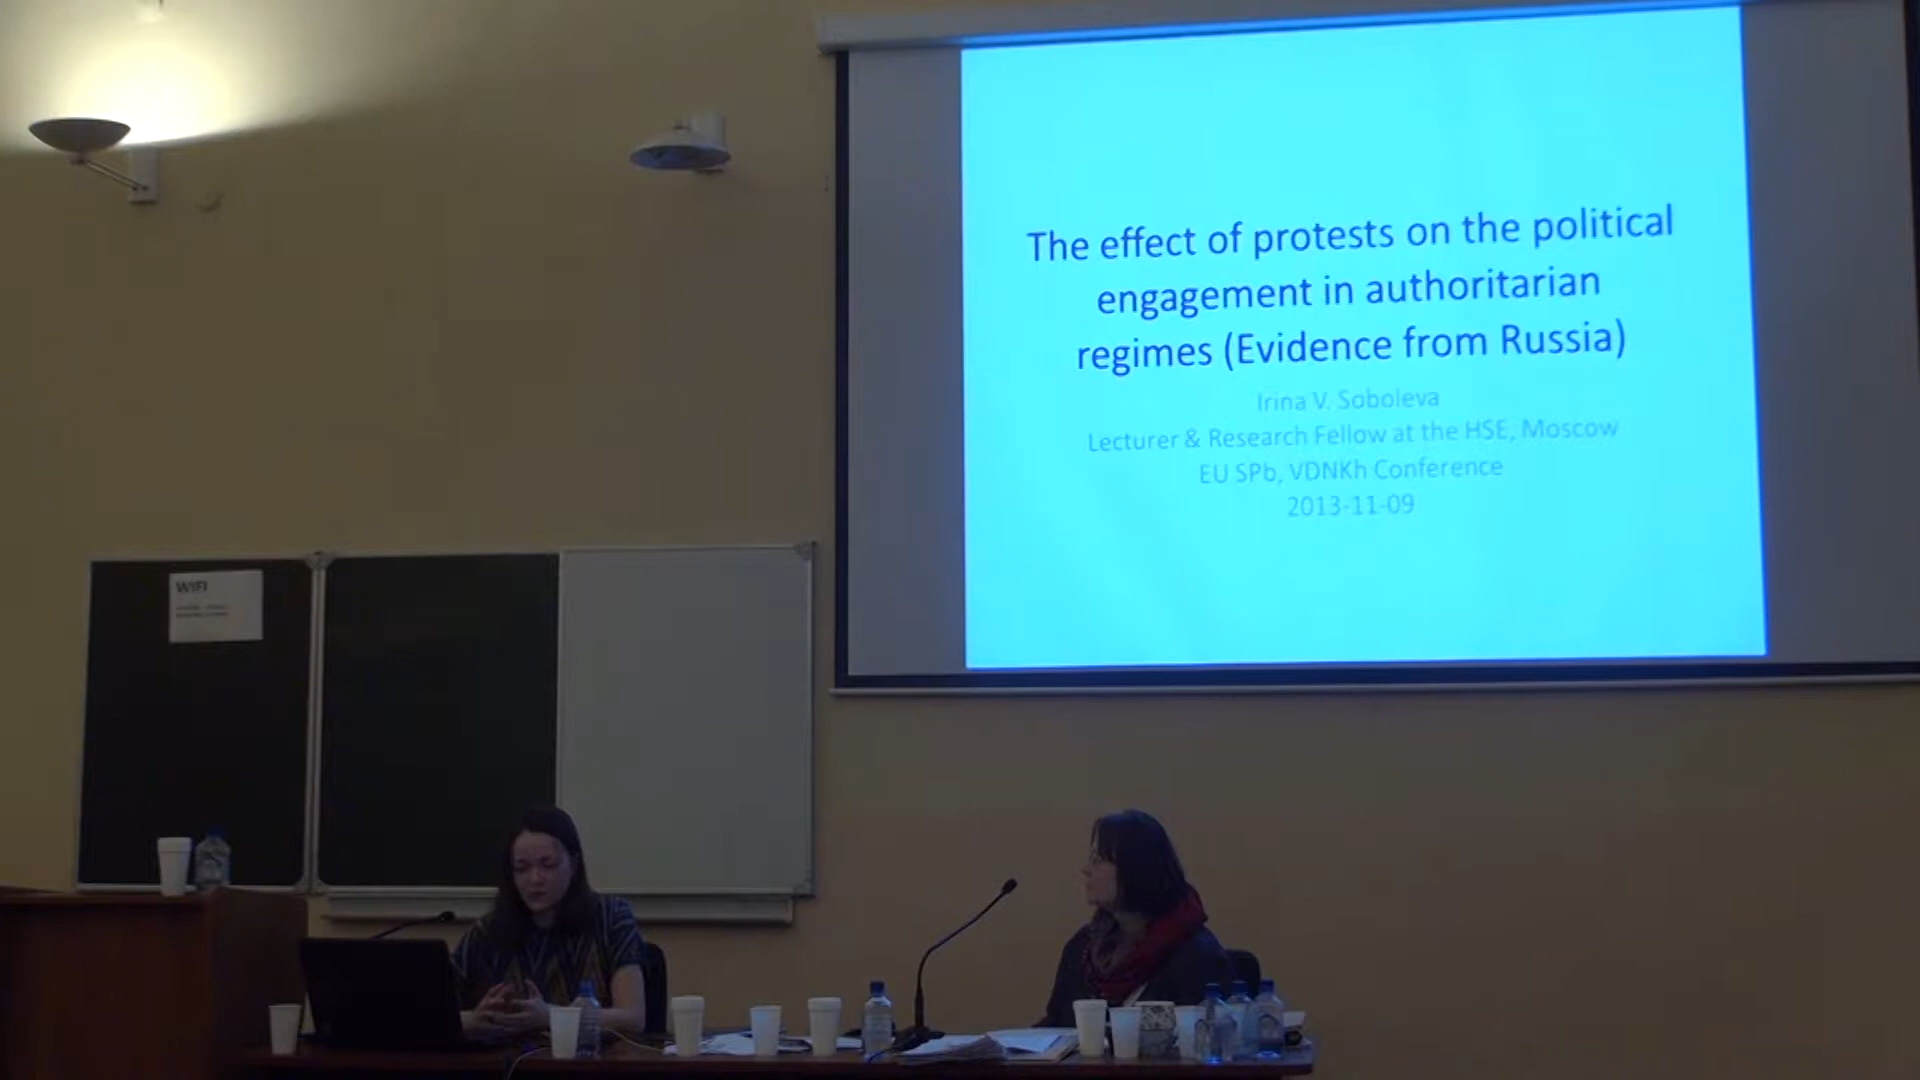 The effect of protests on the political
engagement in authoritarian
regimes (Evidence from Russia)
Irina V. Soboleva
Lecturer & Research Fellow at the HSE, Moscow
EU SPb, VDNKh Conference
2013-11-09
WIFI